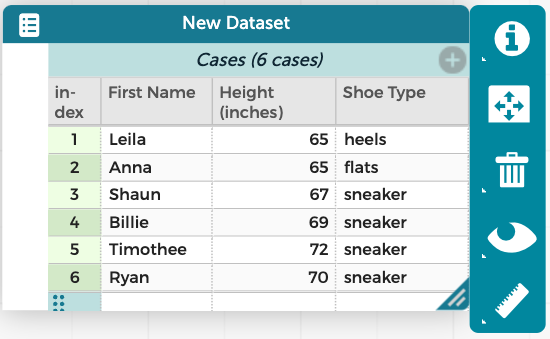 New Dataset
Cases (6 cases)
in-
dex First Name Height
(inches) Shoe Type
1 Leila 65 heels
2 Anna 65 flats
3 Shaun 67 sneaker
4 Billie 69 sneaker
5 Timothee 72 sneaker
6 Ryan 70 sneaker